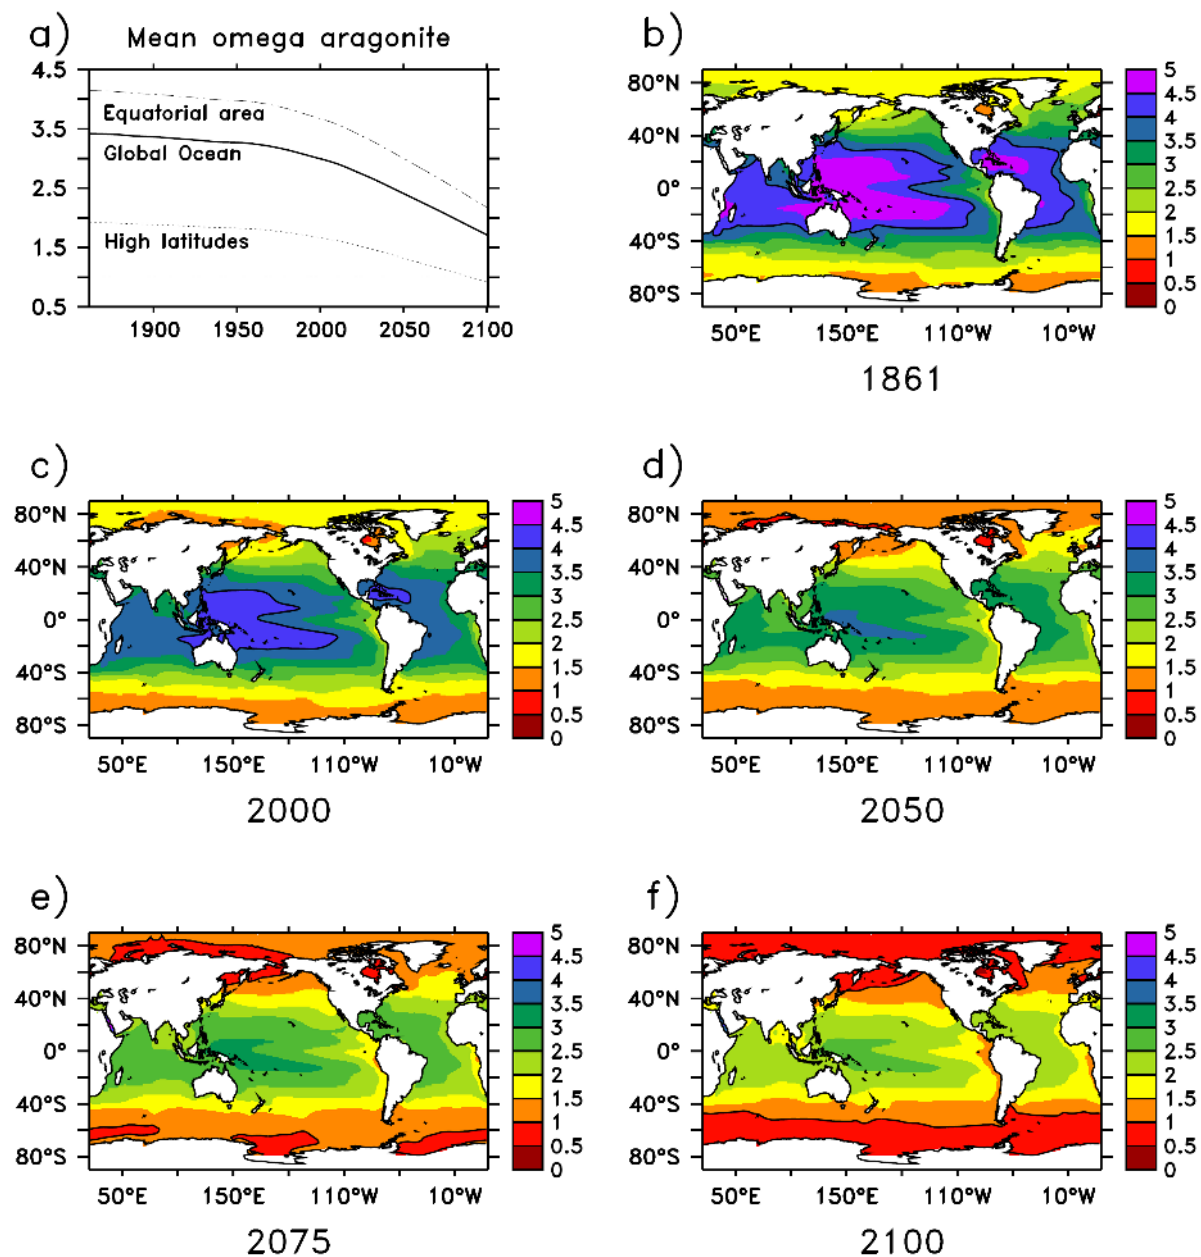 a) Mean omega aragonite
4.5
3.5
2.5
1.5
0.5
Equatorial area
Global Ocean
High latitudes
1900 1950 2000 2050 2100
b)
80°N
40°N
0°
40°S
80°S
50°E 150°E 110°W 10°W
5
4.5
4
3.5
3
2.5
2
1.5
1
0.5
0
1861
c)
80°N
40°N
0°
40°S
80°S
50°E 150°E 110°W 10°W
5
4.5
4
3.5
3
2.5
2
1.5
1
0.5
0
2000
d)
80°N
40°N
0°
40°S
80°S
50°E 150°E 110°W 10°W
5
4.5
4
3.5
3
2.5
2
1.5
1
0.5
0
2050
e)
80°N
40°N
0°
40°S
80°S
50°E 150°E 110°W 10°W
5
4.5
4
3.5
3
2.5
2
1.5
1
0.5
0
2075
f)
80°N
40°N
0°
40°S
80°S
50°E 150°E 110°W 10°W
5
4.5
4
3.5
3
2.5
2
1.5
1
0.5
0
2100